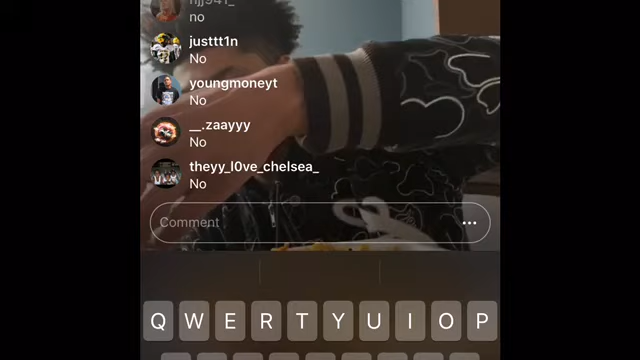 no
justtt1n
No
youngmoneyt
No
__.zaayyy
No
theyy_l0ve_chelsea_
No
Comment
Q W E R T Y U I O P